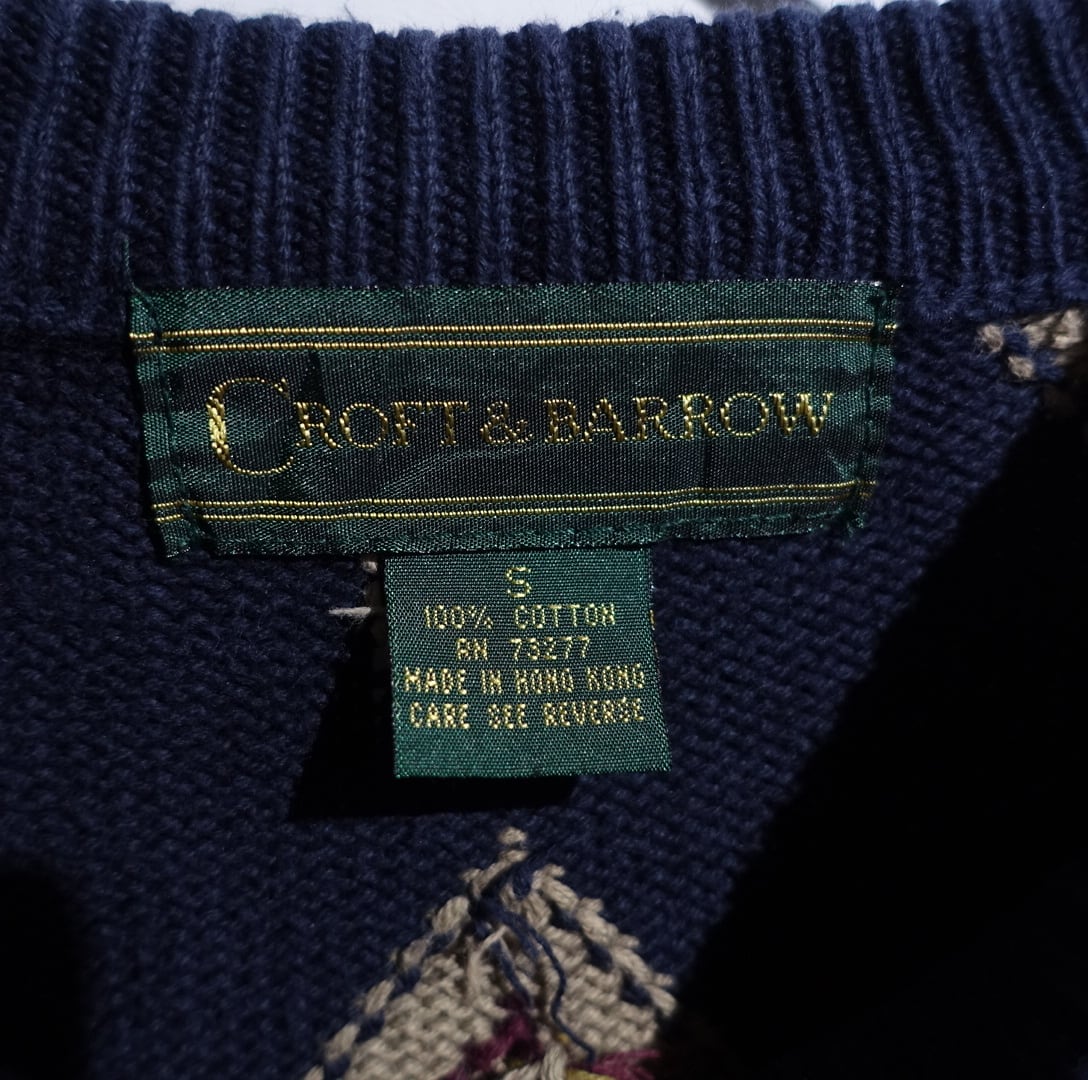 CROFT & BARROW
S
100% COTTON
RN 73277
MADE IN HONG KONG
CARE SEE REVERSE